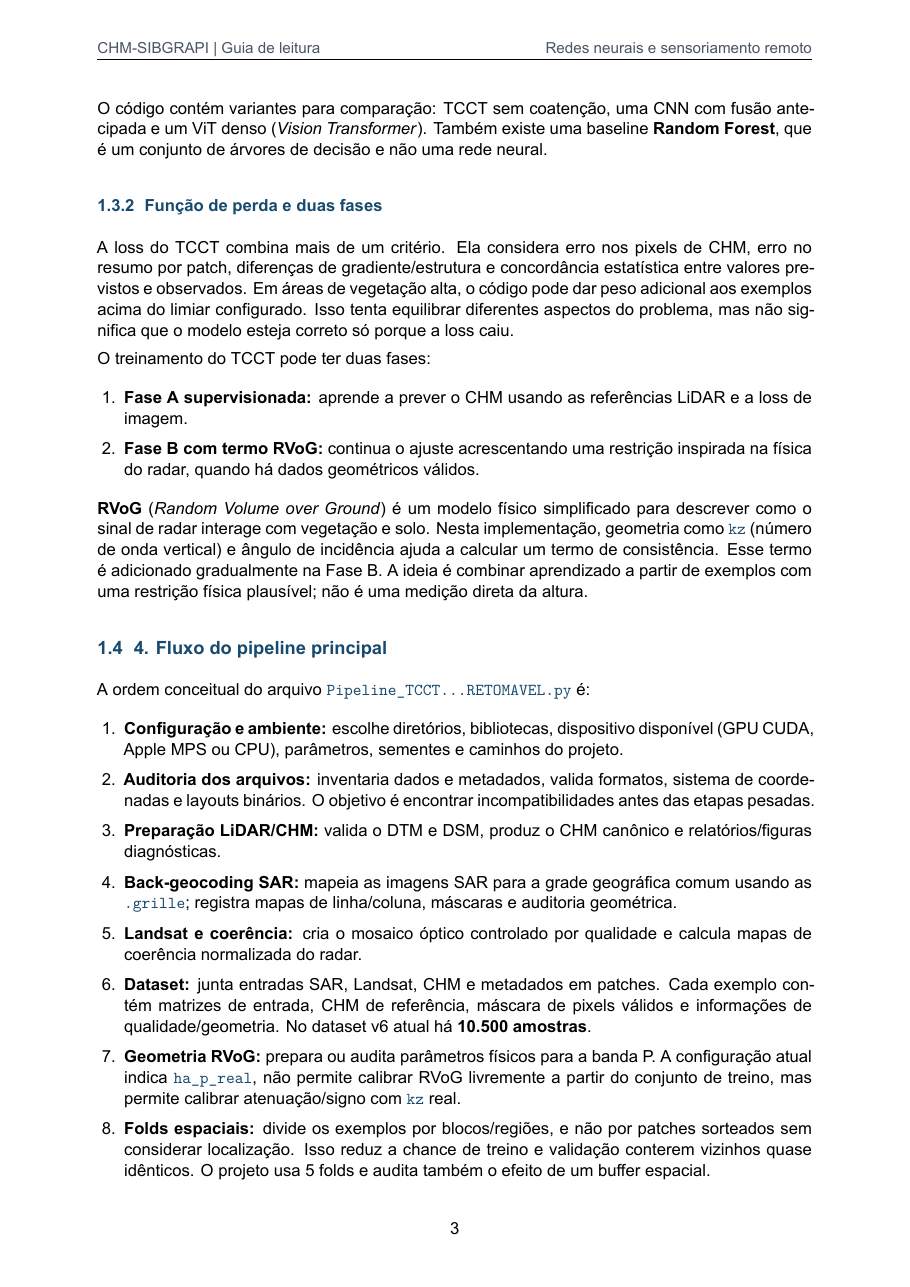 CHM-SIBGRAPI | Guia de leitura Redes neurais e sensoriamento remoto
O código contém variantes para comparação: TCCT sem coatenção, uma CNN com fusão ante-
cipada e um ViT denso (Vision Transformer). Também existe uma baseline Random Forest, que
é um conjunto de árvores de decisão e não uma rede neural.
1.3.2 Função de perda e duas fases
A loss do TCCT combina mais de um critério. Ela considera erro nos pixels de CHM, erro no
resumo por patch, diferenças de gradiente/estrutura e concordância estatística entre valores pre-
vistos e observados. Em áreas de vegetação alta, o código pode dar peso adicional aos exemplos
acima do limiar configurado. Isso tenta equilibrar diferentes aspectos do problema, mas não sig-
nifica que o modelo esteja correto só porque a loss caiu.
O treinamento do TCCT pode ter duas fases:
1. Fase A supervisionada: aprende a prever o CHM usando as referências LiDAR e a loss de
imagem.
2. Fase B com termo RVoG: continua o ajuste acrescentando uma restrição inspirada na física
do radar, quando há dados geométricos válidos.
RVoG (Random Volume over Ground) é um modelo físico simplificado para descrever como o
sinal de radar interage com vegetação e solo. Nesta implementação, geometria como kz (número
de onda vertical) e ângulo de incidência ajuda a calcular um termo de consistência. Esse termo
é adicionado gradualmente na Fase B. A ideia é combinar aprendizado a partir de exemplos com
uma restrição física plausível; não é uma medição direta da altura.
1.4 4. Fluxo do pipeline principal
A ordem conceitual do arquivo Pipeline_TCCT...RETOMAVEL.py é:
1. Configuração e ambiente: escolhe diretórios, bibliotecas, dispositivo disponível (GPU CUDA,
Apple MPS ou CPU), parâmetros, sementes e caminhos do projeto.
2. Auditoria dos arquivos: inventaria dados e metadados, valida formatos, sistema de coorde-
nadas e layouts binários. O objetivo é encontrar incompatibilidades antes das etapas pesadas.
3. Preparação LiDAR/CHM: valida o DTM e DSM, produz o CHM canônico e relatórios/figuras
diagnósticas.
4. Back-geocoding SAR: mapeia as imagens SAR para a grade geográfica comum usando as
.grille; registra mapas de linha/coluna, máscaras e auditoria geométrica.
5. Landsat e coerência: cria o mosaico óptico controlado por qualidade e calcula mapas de
coerência normalizada do radar.
6. Dataset: junta entradas SAR, Landsat, CHM e metadados em patches. Cada exemplo con-
tém matrizes de entrada, CHM de referência, máscara de pixels válidos e informações de
qualidade/geometria. No dataset v6 atual há 10.500 amostras.
7. Geometria RVoG: prepara ou audita parâmetros físicos para a banda P. A configuração atual
indica ha_p_real, não permite calibrar RVoG livremente a partir do conjunto de treino, mas
permite calibrar atenuação/signo com kz real.
8. Folds espaciais: divide os exemplos por blocos/regiões, e não por patches sorteados sem
considerar localização. Isso reduz a chance de treino e validação conterem vizinhos quase
idênticos. O projeto usa 5 folds e audita também o efeito de um buffer espacial.
3